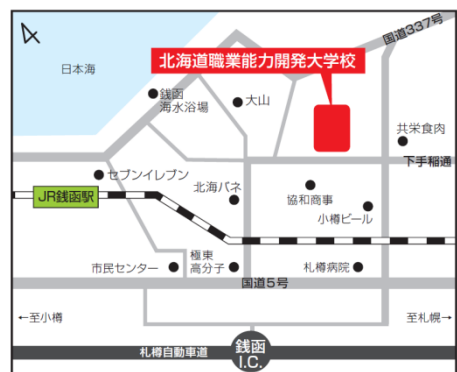 国道337号
北海道職業能力開発大学校
日本海
銭函
海水浴場
大山
共栄食肉
下手稲通
セブンイレブン
JR銭函駅
北海バネ
協和商事
小樽ビール
市民センター
極東
高分子
札樽病院
国道5号
←至小樽
至札幌→
札樽自動車道
銭函
I.C.